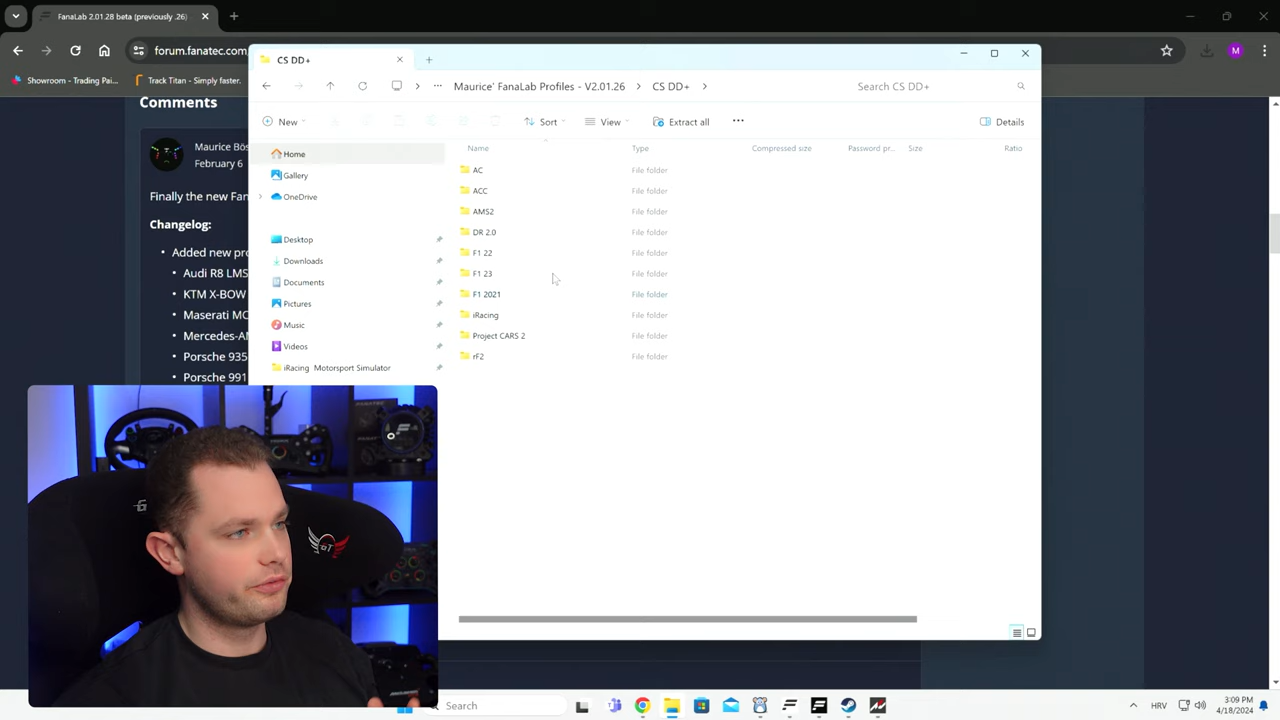 FanaLab 2.01.28 beta (previously .26)
forum.fanatec.com
Showroom - Trading Pai...
Track Titan - Simply faster.
M
Comments
Maurice Bös
February 6
Finally the new Fan
Changelog:
Added new pro
Audi R8 LMS
KTM X-BOW
Maserati MC
Mercedes-AM
Porsche 935
Porsche 991
CS DD+
Maurice' FanaLab Profiles - V2.01.26
CS DD+
Search CS DD+
New
Sort
View
Extract all
Details
Home
Gallery
OneDrive
Desktop
Downloads
Documents
Pictures
Music
Videos
iRacing Motorsport Simulator
Name Type Compressed size Password pr... Size Ratio
AC File folder
ACC File folder
AMS2 File folder
DR 2.0 File folder
F1 22 File folder
F1 23 File folder
F1 2021 File folder
iRacing File folder
Project CARS 2 File folder
rF2 File folder
Search
HRV
3:09 PM
4/18/2024